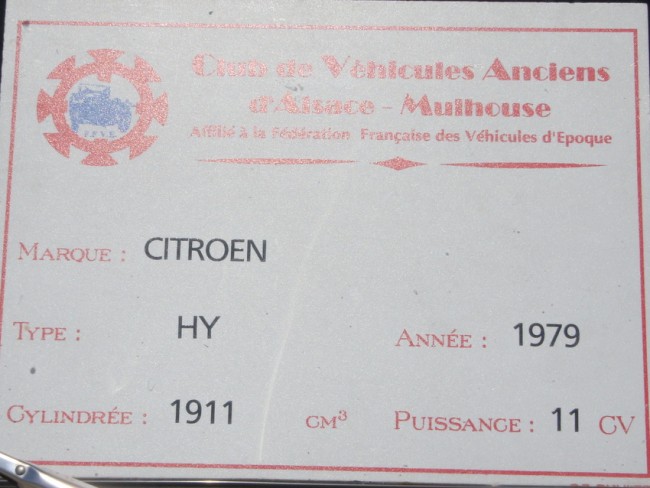 Club de Véhicules Anciens
d'Alsace - Mulhouse
Affilié à la Fédération Française des Véhicules d'Epoque
F.F.V.E.
MARQUE : CITROEN
TYPE : HY
ANNÉE : 1979
CYLINDRÉE : 1911 CM³
PUISSANCE : 11 CV